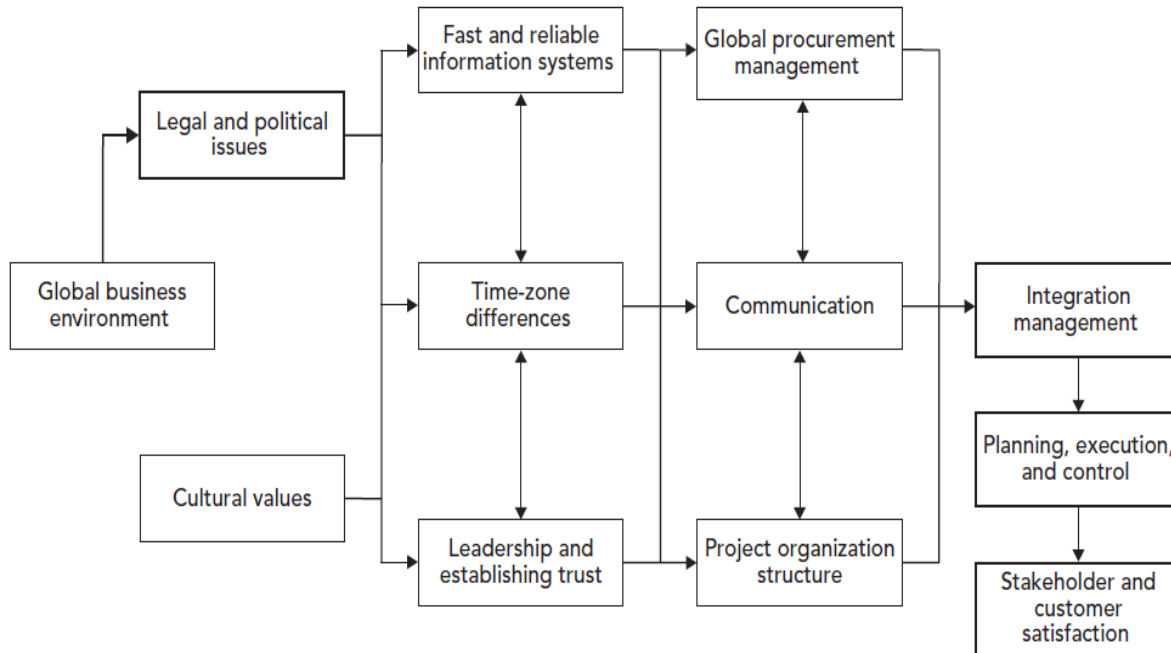 Fast and reliable
information systems
Global procurement
management
Legal and political
issues
Global business
environment
Time-zone
differences
Communication
Integration
management
Cultural values
Planning, execution,
and control
Leadership and
establishing trust
Project organization
structure
Stakeholder and
customer
satisfaction